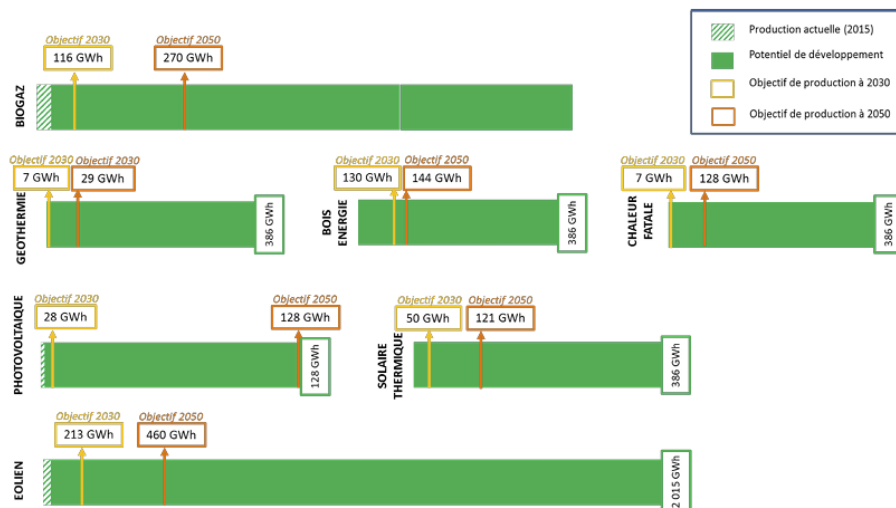 Production actuelle (2015)
Potentiel de développement
Objectif de production à 2030
Objectif de production à 2050
Objectif 2030
116 GWh
Objectif 2050
270 GWh
BIOGAZ
Objectif 2030
7 GWh
Objectif 2050
29 GWh
GEOTHERMIE
386 GWh
Objectif 2030
130 GWh
Objectif 2050
144 GWh
BOIS
ENERGIE
386 GWh
Objectif 2030
7 GWh
Objectif 2050
128 GWh
CHALEUR
FATALE
386 GWh
Objectif 2030
28 GWh
Objectif 2050
128 GWh
PHOTOVOLTAIQUE
128 GWh
Objectif 2030
50 GWh
Objectif 2050
121 GWh
SOLAIRE
THERMIQUE
386 GWh
Objectif 2030
213 GWh
Objectif 2050
460 GWh
EOLIEN
2 015 GWh